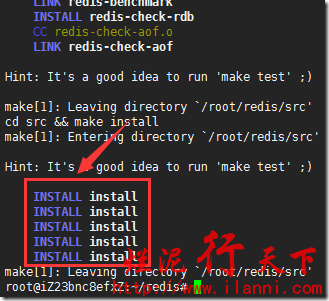 LINK redis-benchmark
INSTALL redis-check-rdb
CC redis-check-aof.o
LINK redis-check-aof
Hint: It's a good idea to run 'make test' ;)
make[1]: Leaving directory `/root/redis/src'
cd src && make install
make[1]: Entering directory `/root/redis/src'
Hint: It's a good idea to run 'make test' ;)
INSTALL install
INSTALL install
INSTALL install
INSTALL install
INSTALL install
make[1]: Leaving directory `/root/redis/src'
root@iZ23bnc8efxZ:~/redis#
泥行天下
http://www.ilanni.com